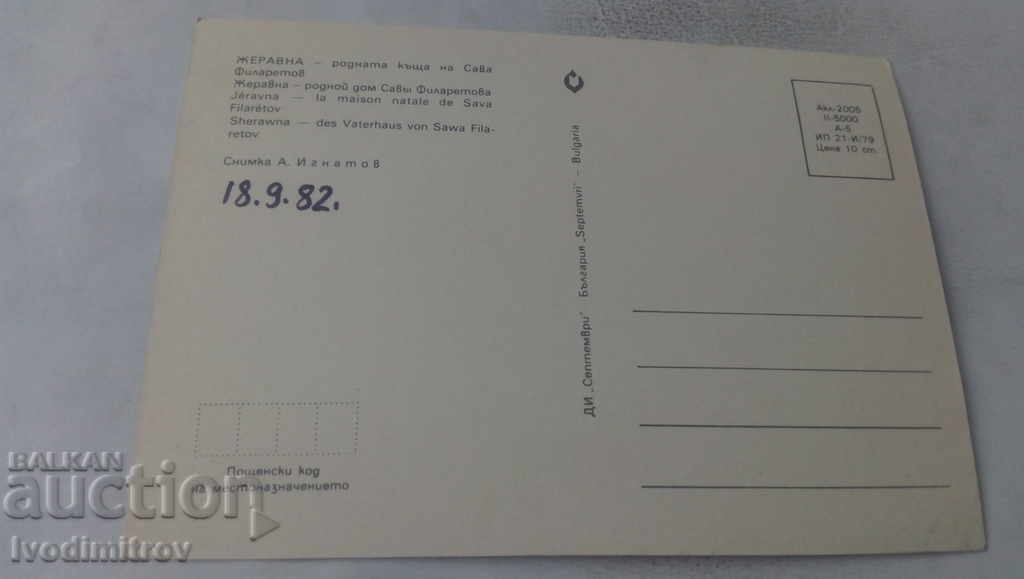 ЖЕРАВНА – родната къща на Сава
Филаретов
Жеравна – родной дом Савы Филаретова
Jéravna — la maison natale de Sava
Filarétov
Sherawna — des Vaterhaus von Sawa Fila-
retov
Снимка А. Игнатов
18.9.82.
Пощенски код
на местоназначението
ДИ „Септември" България „Septemvri" – Bulgaria
Акл-2005
II-5000
А-5
ИП 21-И/79
Цена 10 ст.
BALKAN
auction
Ivodimitrov